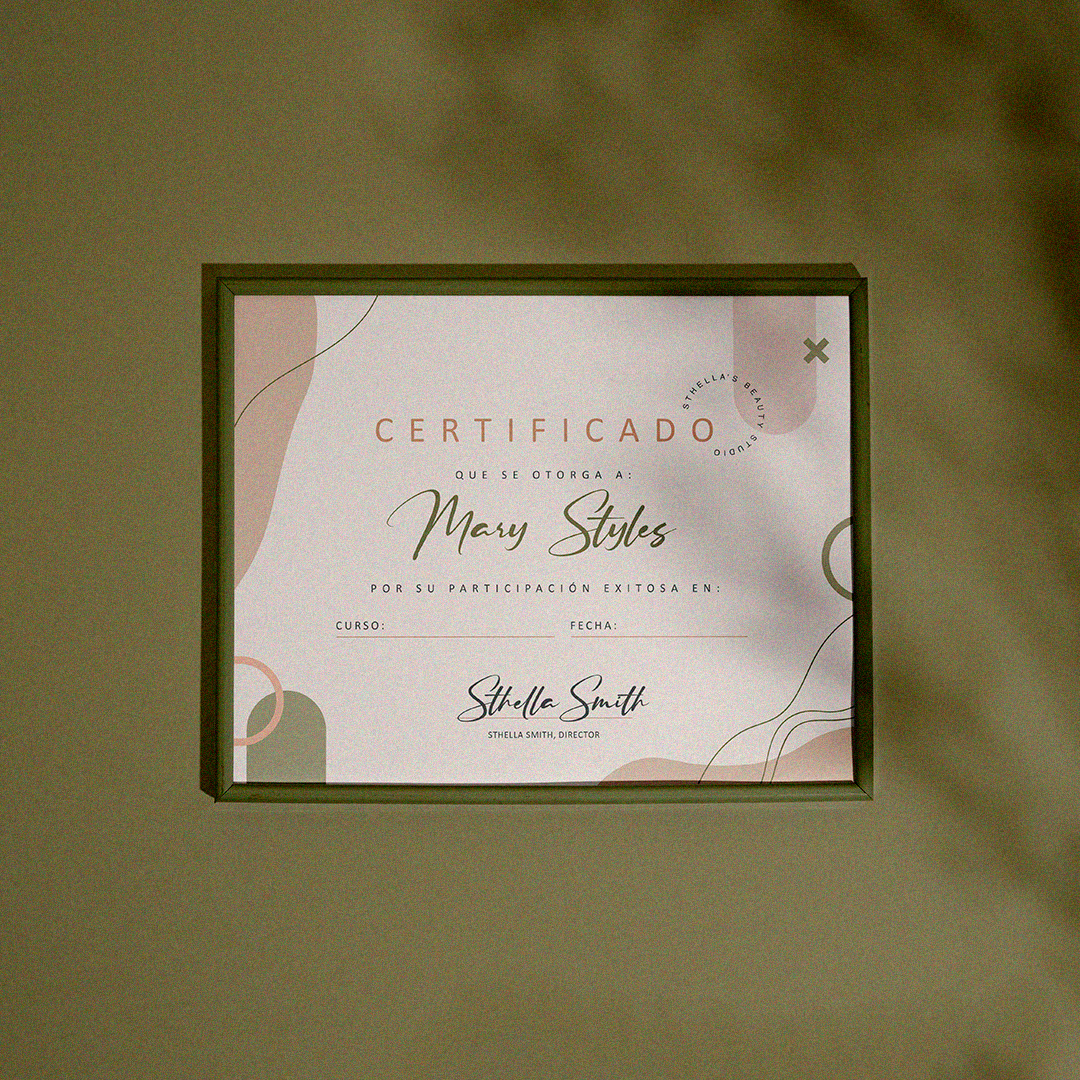 STHELLA'S BEAUTY STUDIO
CERTIFICADO
QUE SE OTORGA A:
Mary Styles
POR SU PARTICIPACIÓN EXITOSA EN:
CURSO: FECHA:
Sthella Smith
STHELLA SMITH, DIRECTOR